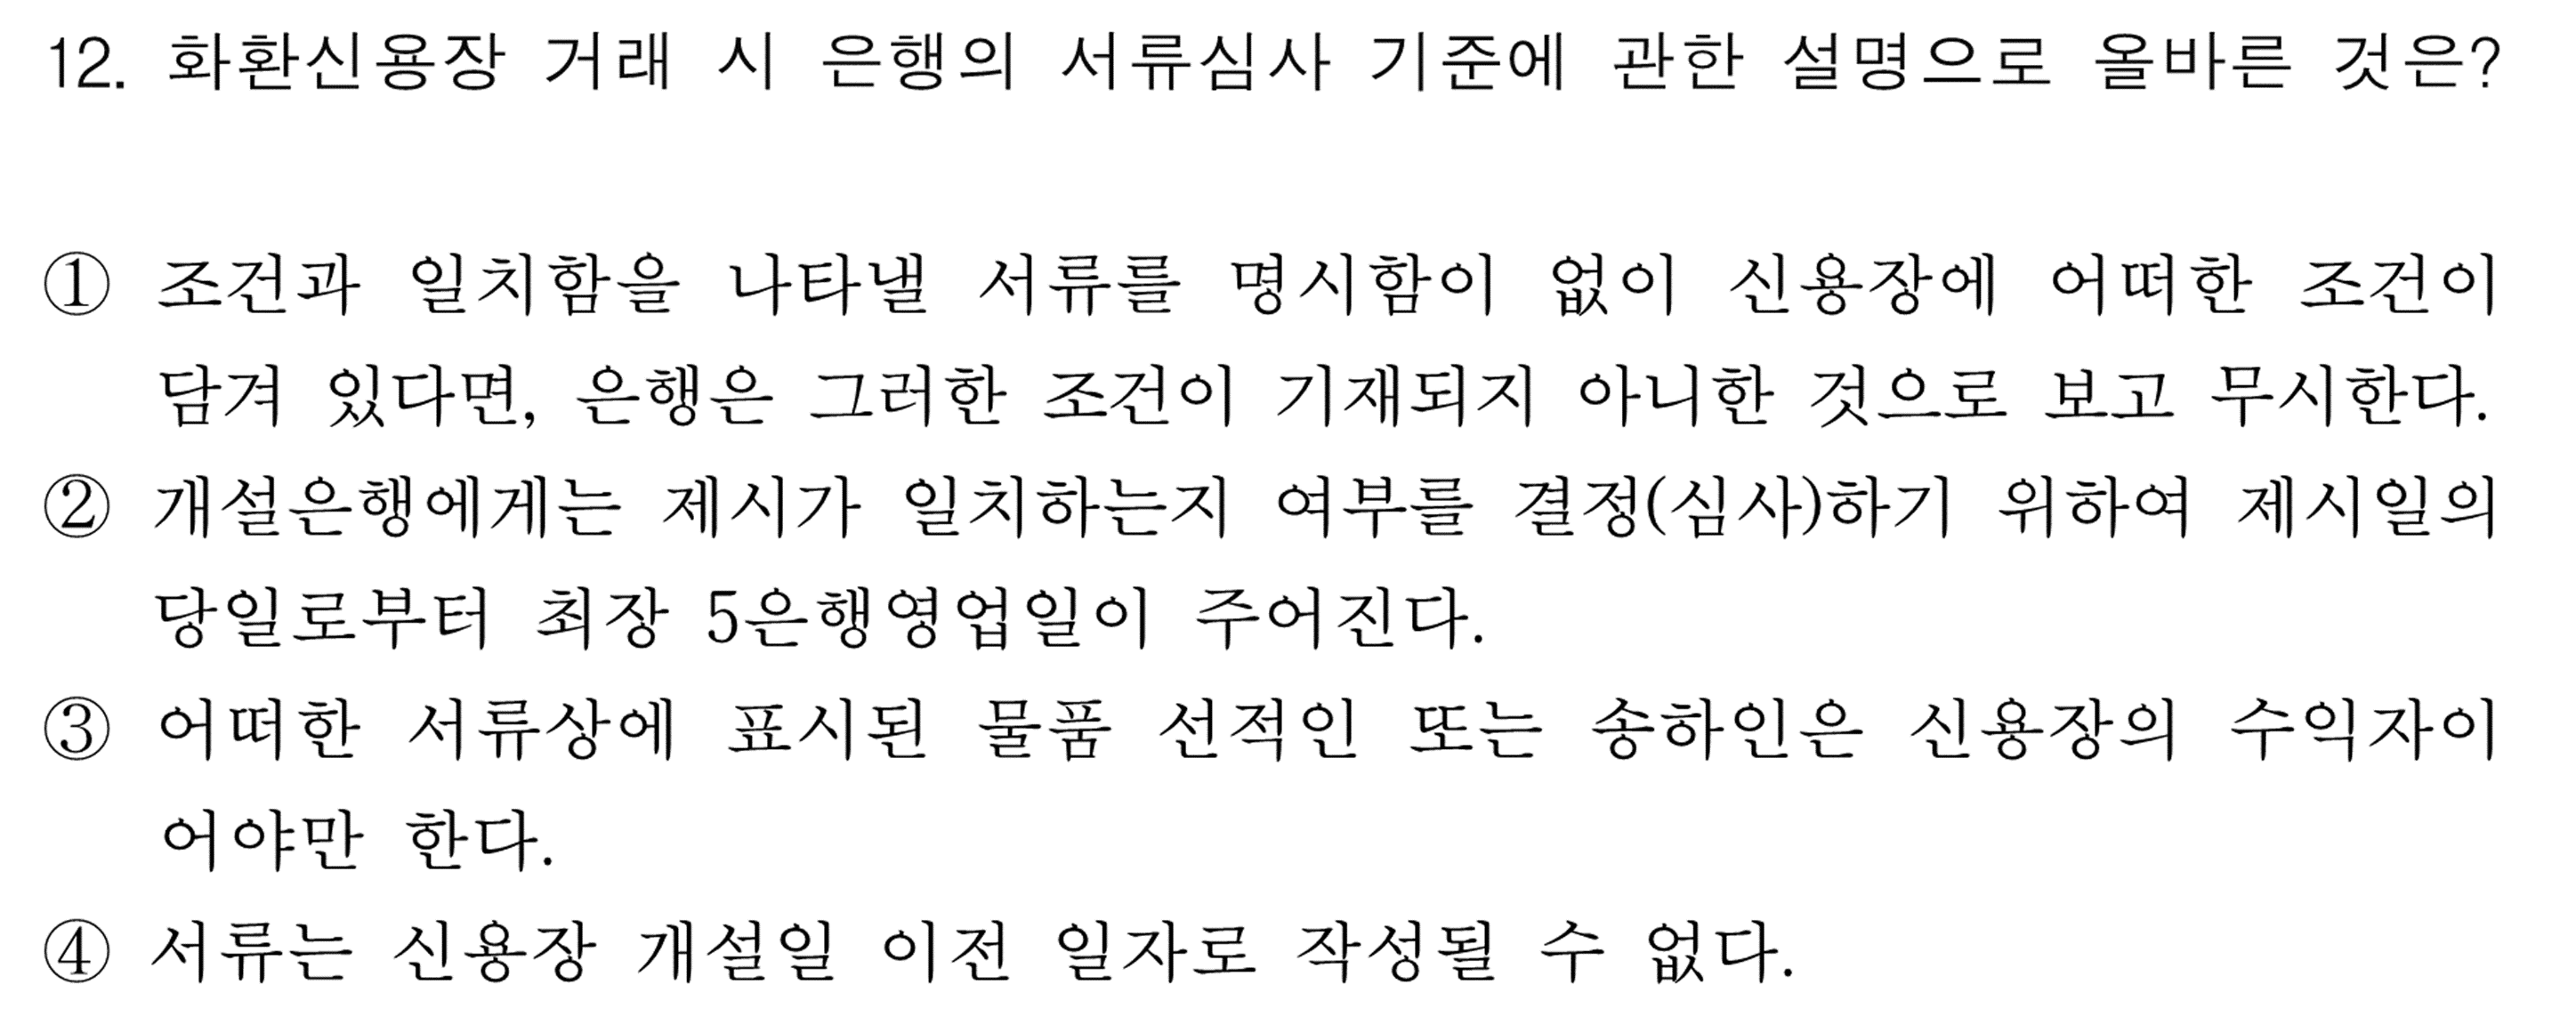 12. 화환신용장 거래 시 은행의 서류심사 기준에 관한 설명으로 올바른 것은?
① 조건과 일치함을 나타낼 서류를 명시함이 없이 신용장에 어떠한 조건이
담겨 있다면, 은행은 그러한 조건이 기재되지 아니한 것으로 보고 무시한다.
② 개설은행에게는 제시가 일치하는지 여부를 결정(심사)하기 위하여 제시일의
당일로부터 최장 5은행영업일이 주어진다.
③ 어떠한 서류상에 표시된 물품 선적인 또는 송하인은 신용장의 수익자이
어야만 한다.
④ 서류는 신용장 개설일 이전 일자로 작성될 수 없다.